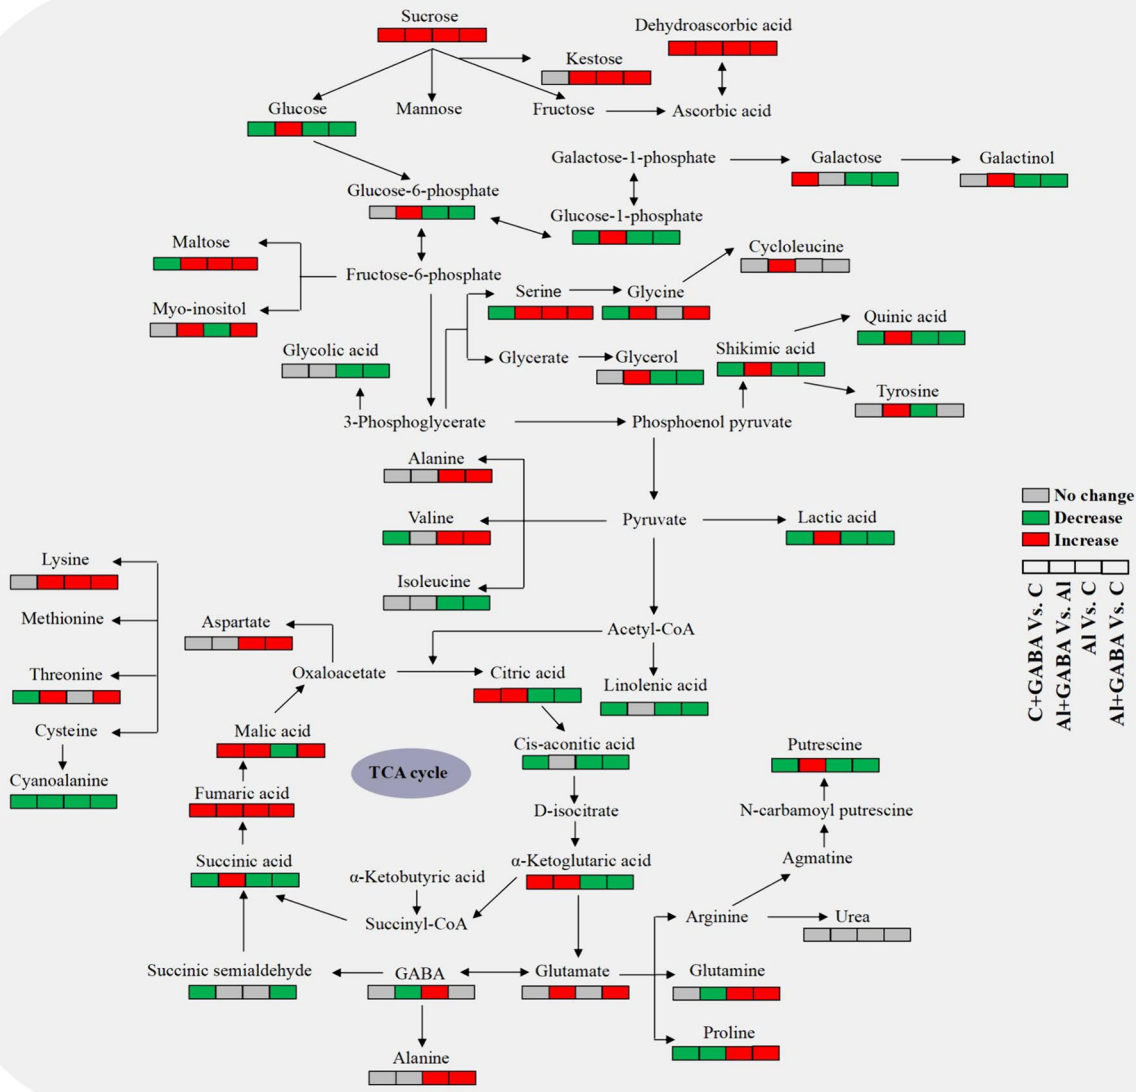 Sucrose
Dehydroascorbic acid
Kestose
Glucose
Mannose
Fructose
Ascorbic acid
Galactose-1-phosphate
Galactose
Galactinol
Glucose-6-phosphate
Glucose-1-phosphate
Maltose
Cycloleucine
Fructose-6-phosphate
Serine
Glycine
Myo-inositol
Quinic acid
Glycolic acid
Glycerate
Glycerol
Shikimic acid
Tyrosine
3-Phosphoglycerate
Phosphoenol pyruvate
Alanine
Valine
Pyruvate
Lactic acid
No change
Decrease
Increase
C+GABA Vs. C
Al+GABA Vs. Al
Al Vs. C
Al+GABA Vs. C
Lysine
Isoleucine
Methionine
Aspartate
Acetyl-CoA
Threonine
Oxaloacetate
Citric acid
Linolenic acid
Cysteine
Malic acid
Cis-aconitic acid
Putrescine
TCA cycle
Cyanoalanine
Fumaric acid
D-isocitrate
N-carbamoyl putrescine
Succinic acid
α-Ketobutyric acid
α-Ketoglutaric acid
Agmatine
Succinyl-CoA
Arginine
Urea
Succinic semialdehyde
GABA
Glutamate
Glutamine
Proline
Alanine